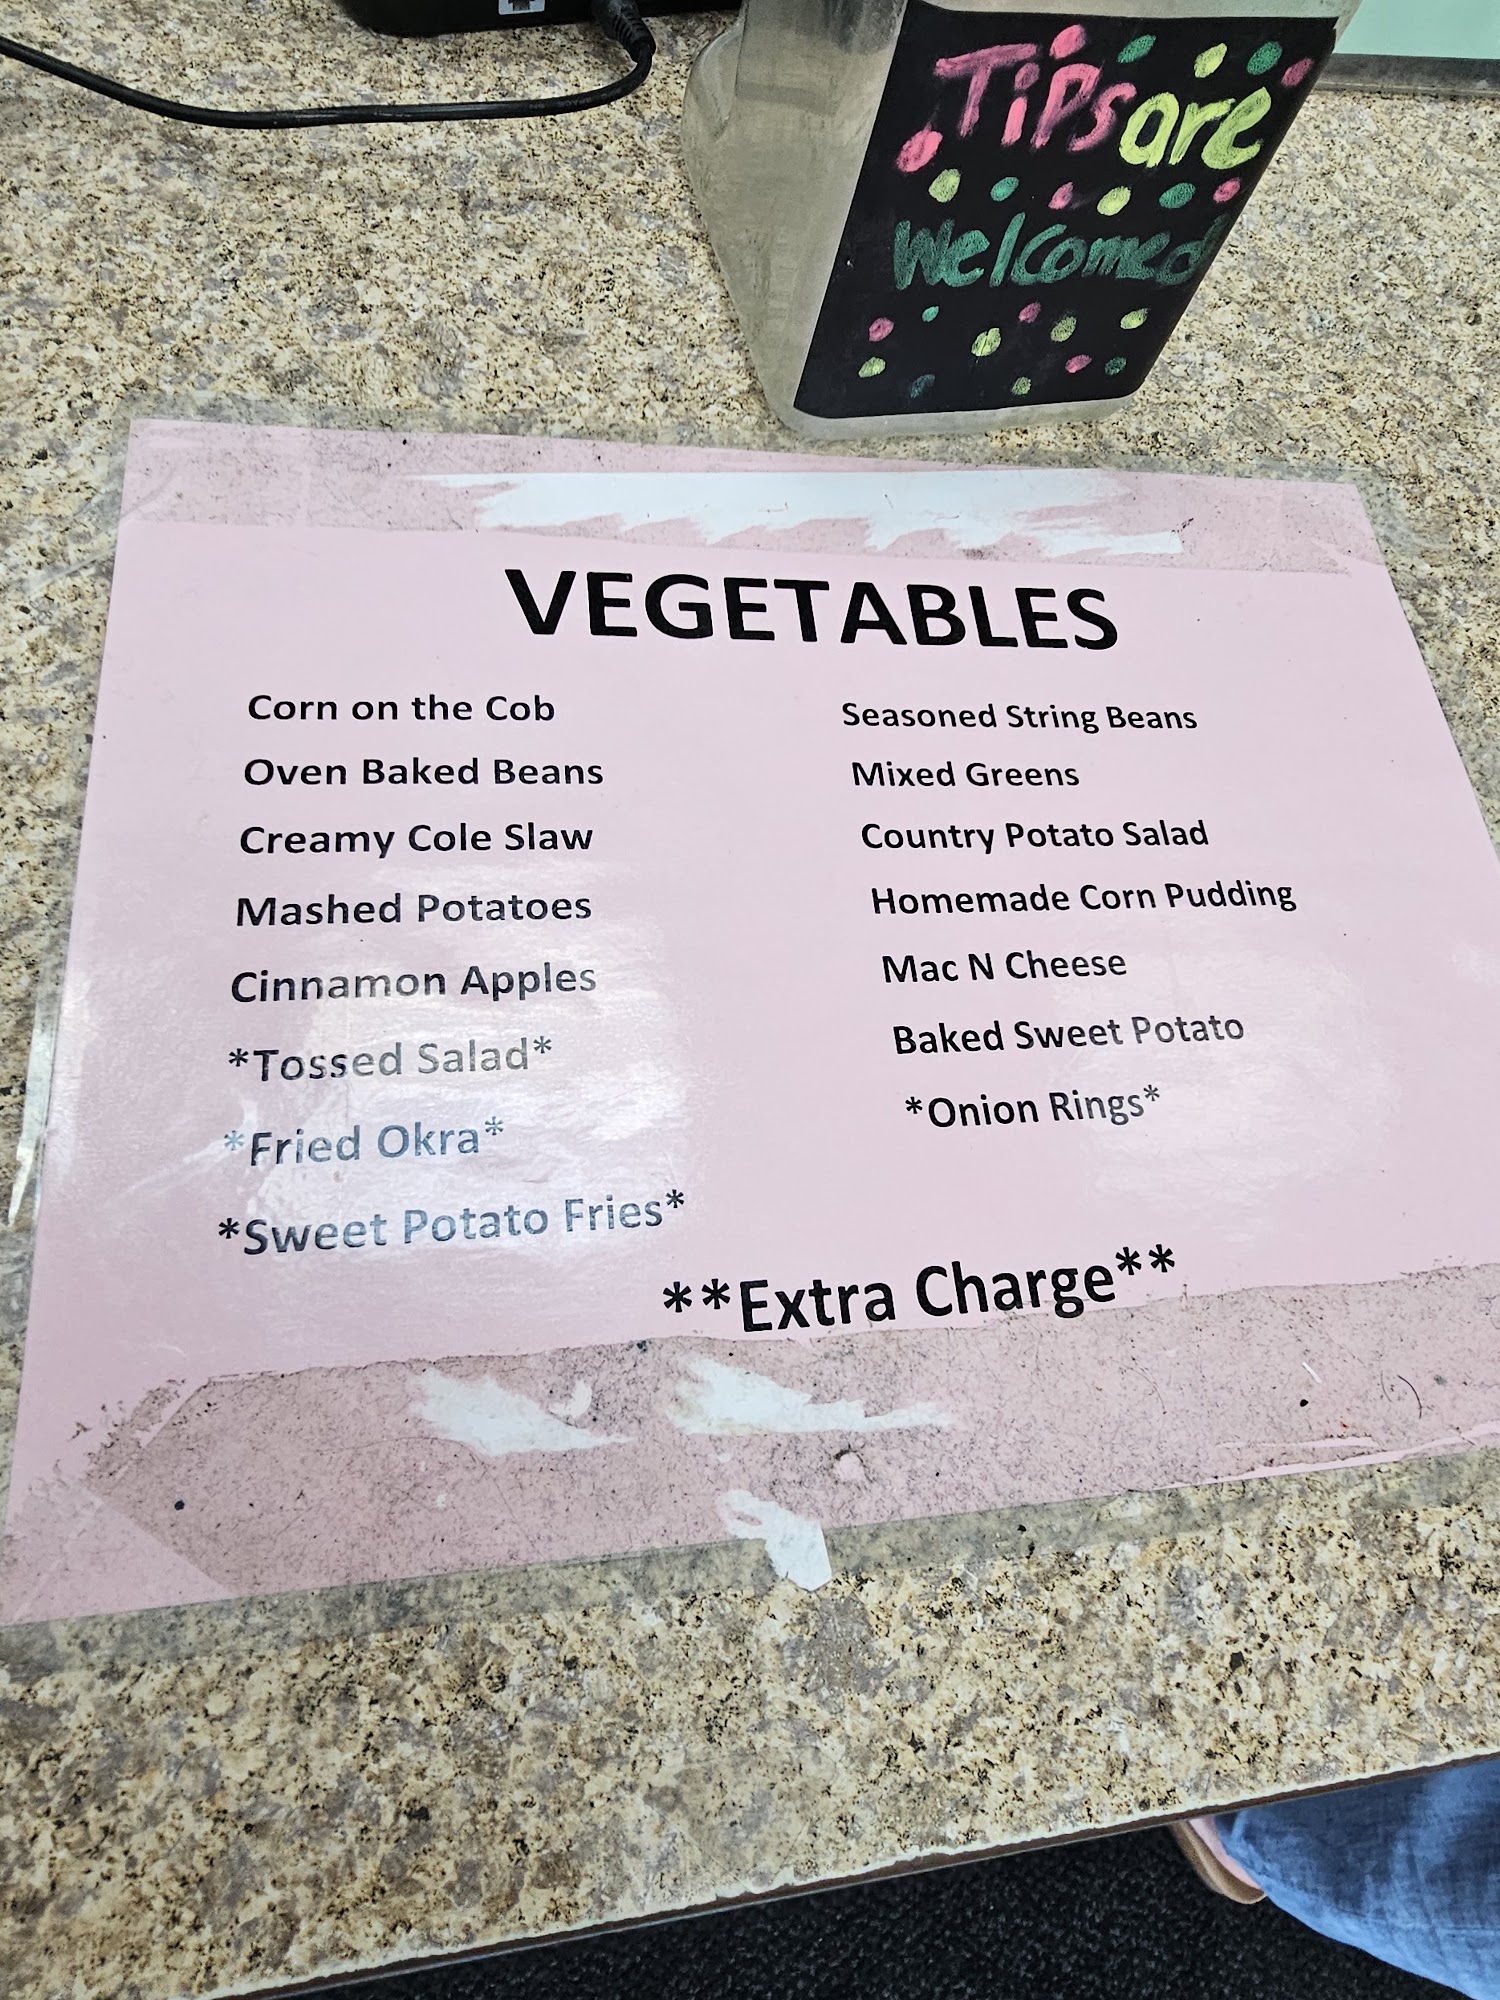 Tips are
Welcomed
VEGETABLES
Corn on the Cob
Oven Baked Beans
Creamy Cole Slaw
Mashed Potatoes
Cinnamon Apples
*Tossed Salad*
*Fried Okra*
*Sweet Potato Fries*
Seasoned String Beans
Mixed Greens
Country Potato Salad
Homemade Corn Pudding
Mac N Cheese
Baked Sweet Potato
*Onion Rings*
**Extra Charge**